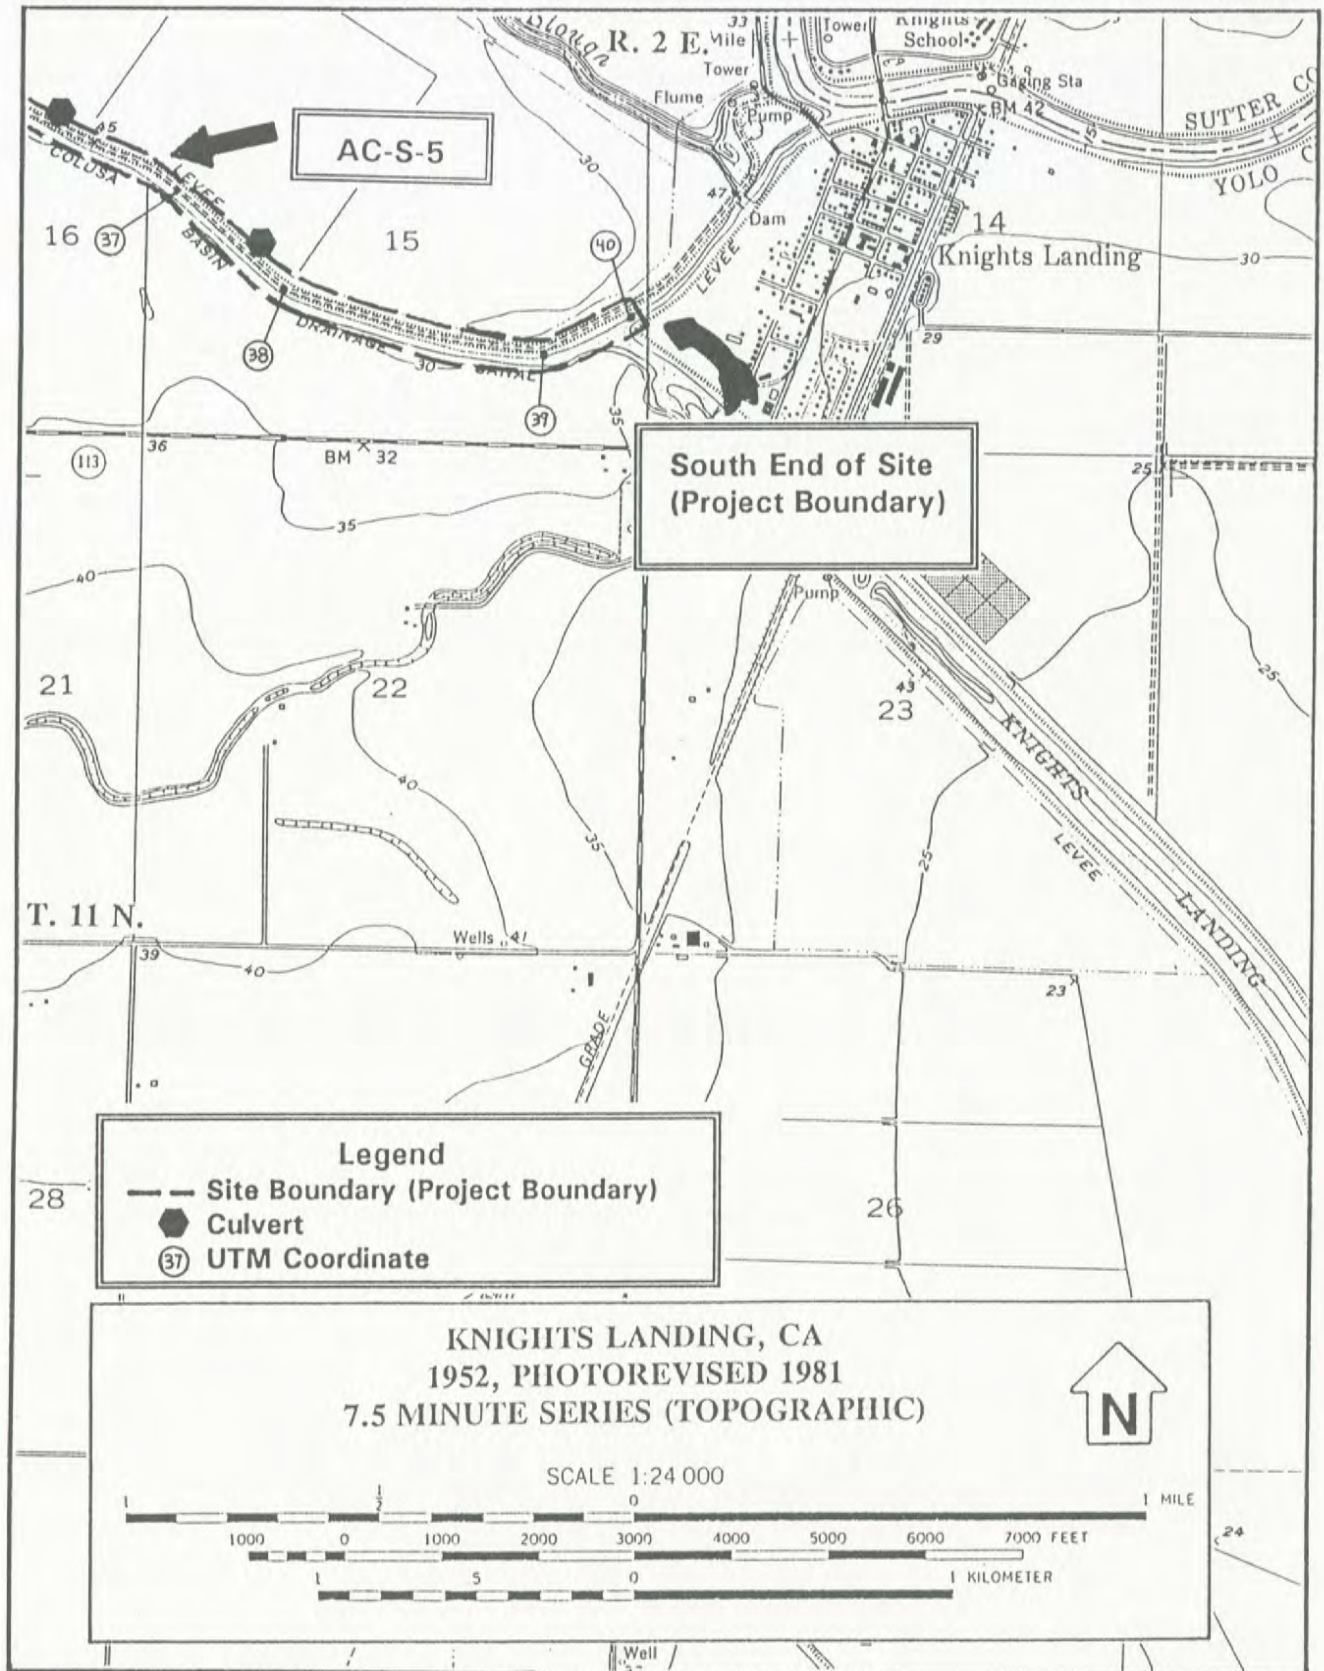 Slough
R. 2 E.
33
Mile
Tower
Knights
School
Tower
Flume
Pump
Gaging Sta
BM 42
15
SUTTER CO
YOLO C
45
AC-S-5
COLUSA
LEVEE
BASIN
30
47
Dam
LEVEE
16
37
15
40
14
Knights Landing
30
38
DRAINAGE
30
CANAL
39
29
35
113
36
BM 32
35
South End of Site
(Project Boundary)
25
40
Pump
21
22
43
23
25
KNIGHTS
LANDING
40
35
25
LEVEE
T. 11 N.
39
40
Wells 41
23
GRADE
Legend
Site Boundary (Project Boundary)
Culvert
37 UTM Coordinate
28
26
KNIGHTS LANDING, CA
1952, PHOTOREVISED 1981
7.5 MINUTE SERIES (TOPOGRAPHIC)
N
SCALE 1:24 000
1 1/2 0 1 MILE
1000 0 1000 2000 3000 4000 5000 6000 7000 FEET
1 5 0 1 KILOMETER
24
Well